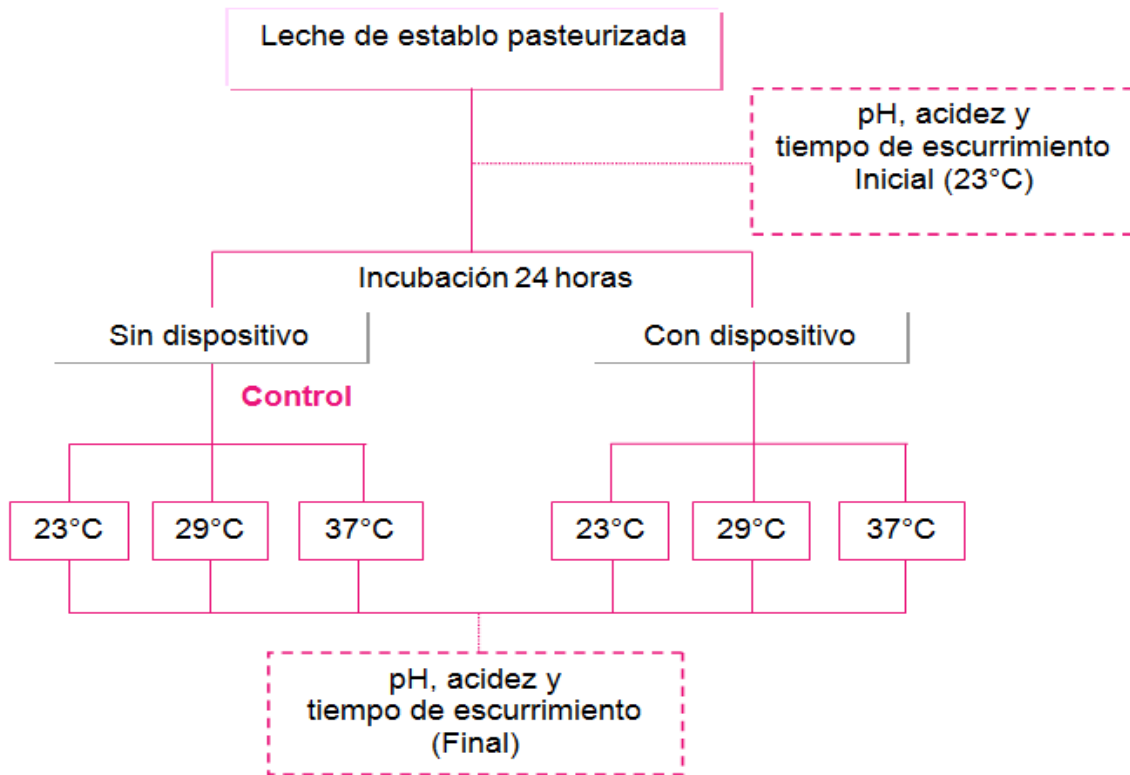 Leche de establo pasteurizada
pH, acidez y
tiempo de escurrimiento
Inicial (23°C)
Incubación 24 horas
Sin dispositivo
Con dispositivo
Control
23°C
29°C
37°C
23°C
29°C
37°C
pH, acidez y
tiempo de escurrimiento
(Final)